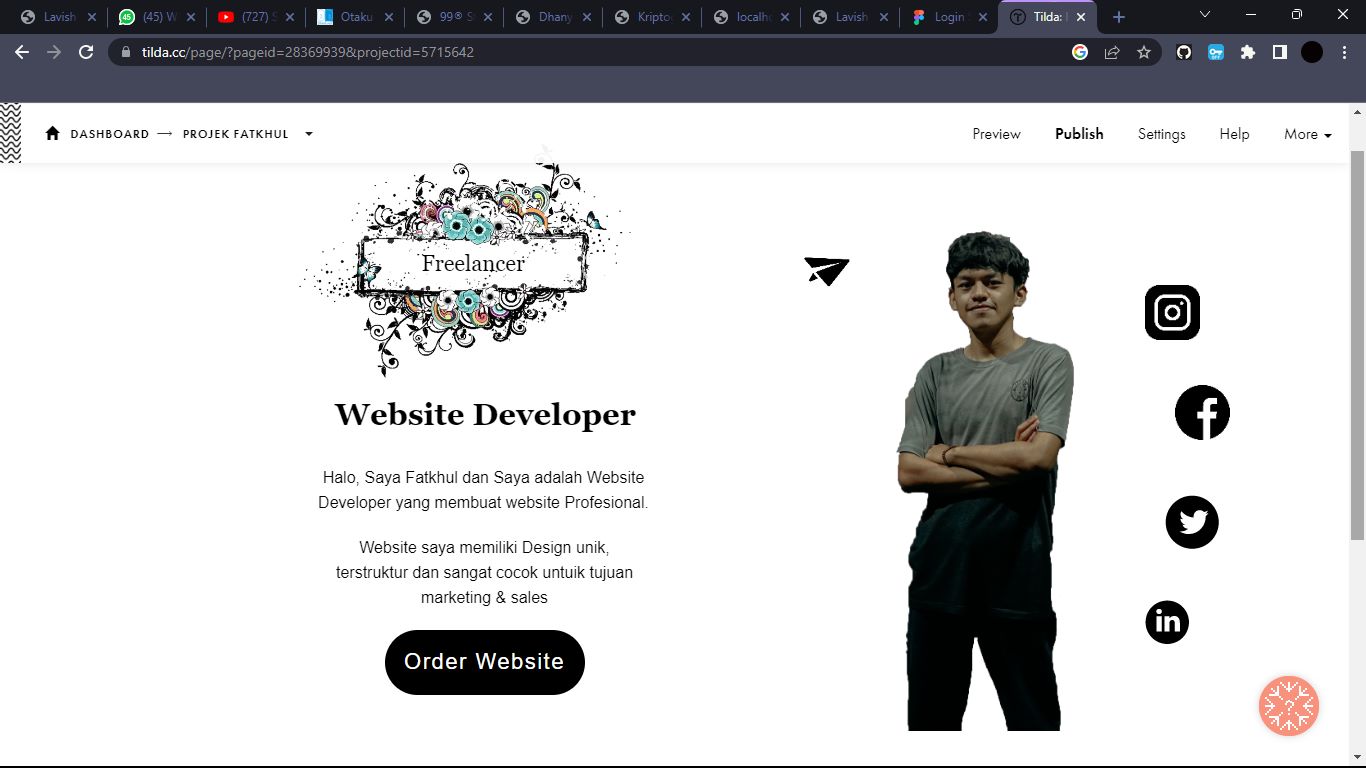 Lavish
(45) W
(727) S
Otaku
99® S
Dhany
Kripto
localho
Lavish
Login
Tilda:
tilda.cc/page/?pageid=28369939&projectid=5715642
DASHBOARD → PROJEK FATKHUL
Preview
Publish
Settings
Help
More
Freelancer
Website Developer
Halo, Saya Fatkhul dan Saya adalah Website
Developer yang membuat website Profesional.
Website saya memiliki Design unik,
terstruktur dan sangat cocok untuik tujuan
marketing & sales
Order Website
in
?